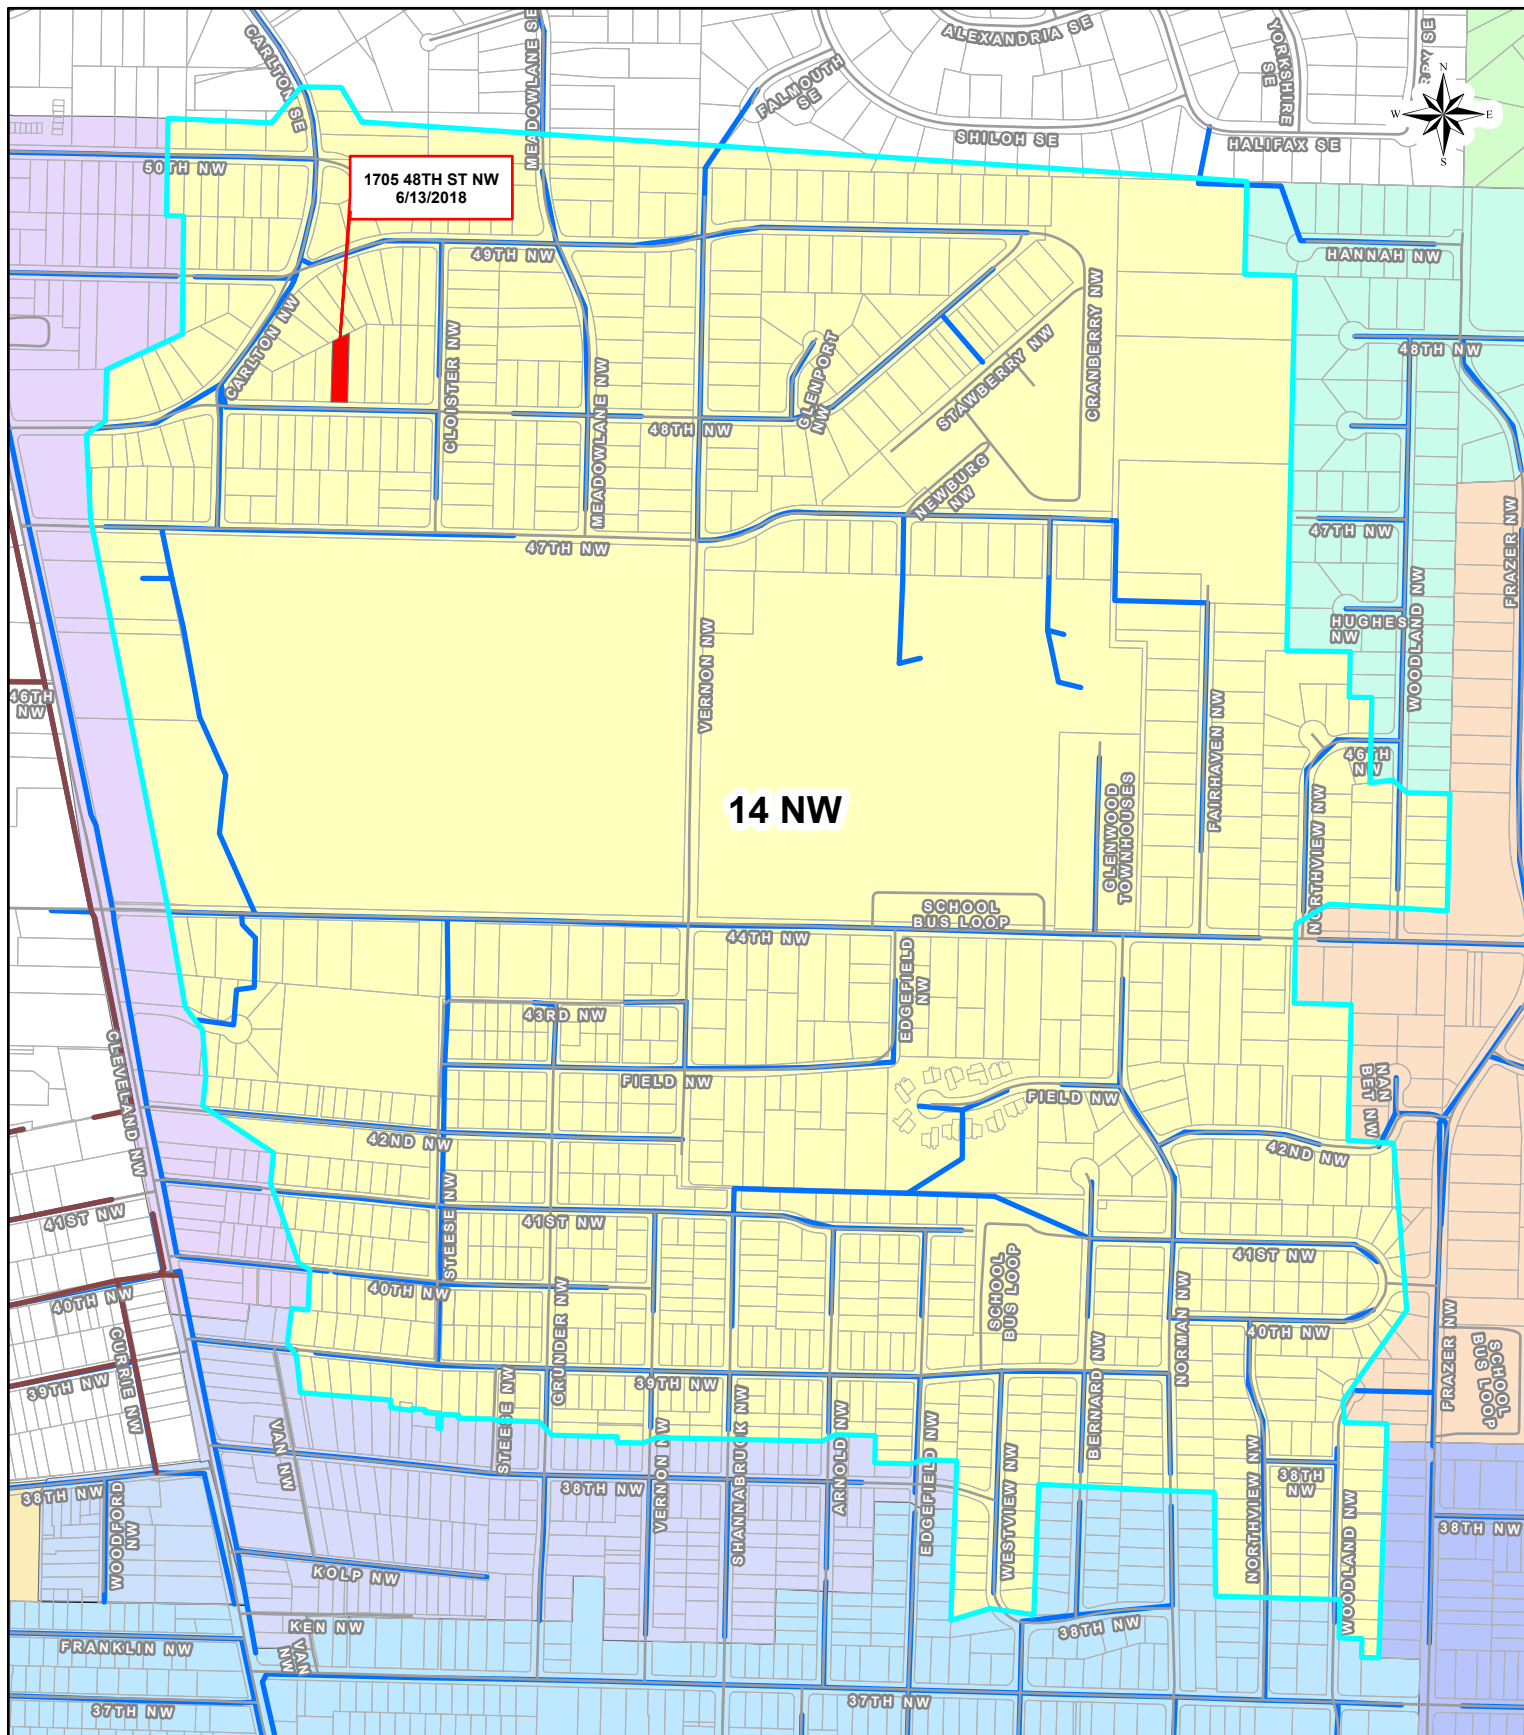 CARLTON SE
MEADOWLANE SE
FALMOUTH
SE
ALEXANDRIA SE
SHILOH SE
YORKSHIRE
SE
HALIFAX SE
RRY SE
N
W
E
S
50TH NW
1705 48TH ST NW
6/13/2018
49TH NW
HANNAH NW
CARLTON NW
CLOISTER NW
MEADOWLANE NW
48TH NW
GLENPORT
NW
STAWBERRY NW
CRANBERRY NW
NEWBURG
NW
48TH NW
47TH NW
47TH NW
FRAZER NW
HUGHES
NW
WOODLAND NW
46TH
NW
VERNON NW
FAIRHAVEN NW
46TH
NW
14 NW
GLENWOOD
TOWNHOUSES
NORTHVIEW NW
SCHOOL
BUS LOOP
44TH NW
EDGEFIELD
NW
43RD NW
FIELD NW
CLEVELAND NW
FIELD NW
NAN
BET NW
42ND NW
42ND NW
STEESE NW
41ST NW
41ST NW
SCHOOL
BUS LOOP
41ST NW
40TH NW
40TH NW
GRUNDER NW
NORMAN NW
40TH NW
CURRIE NW
39TH NW
39TH NW
FRAZER NW
SCHOOL
BUS LOOP
VAN NW
STEESE NW
VERNON NW
SHANNABRUCK NW
ARNOLD NW
EDGEFIELD NW
WESTVIEW NW
BERNARD NW
NORTHVIEW NW
38TH
NW
WOODLAND NW
38TH NW
WOODFORD
NW
38TH NW
38TH NW
KOLP NW
KEN NW
VAN
NW
38TH NW
FRANKLIN NW
37TH NW
37TH NW